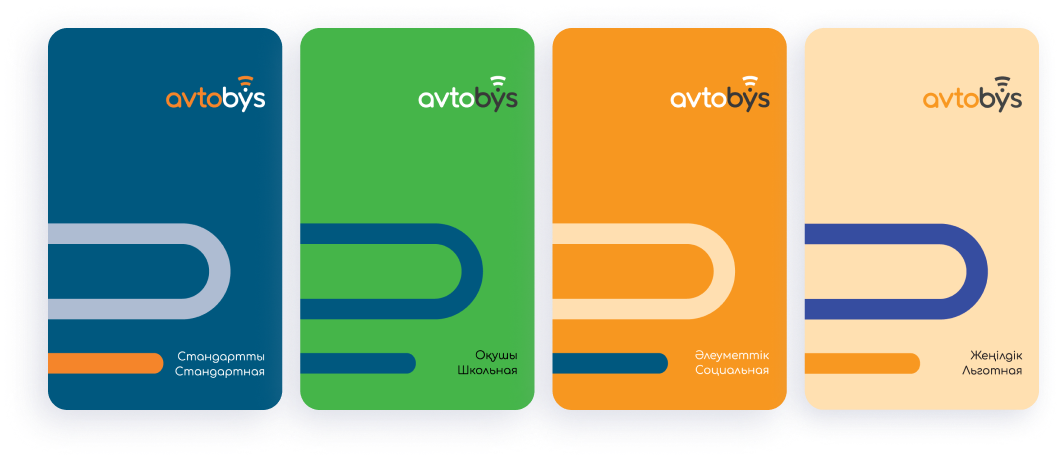 avtobys
Стандартты
Стандартная
avtobys
Оқушы
Школьная
avtobys
Әлеуметтік
Социальная
avtobys
Жеңілдік
Льготная